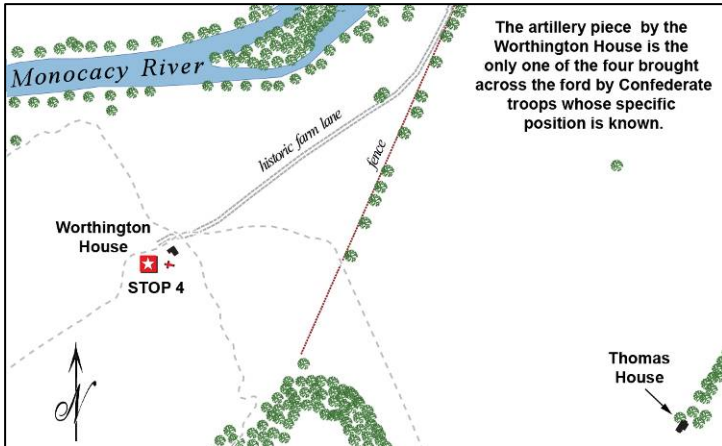 The artillery piece by the
Worthington House is the
only one of the four brought
across the ford by Confederate
troops whose specific
position is known.
Monocacy River
historic farm lane
fence
Worthington
House
STOP 4
Thomas
House
N